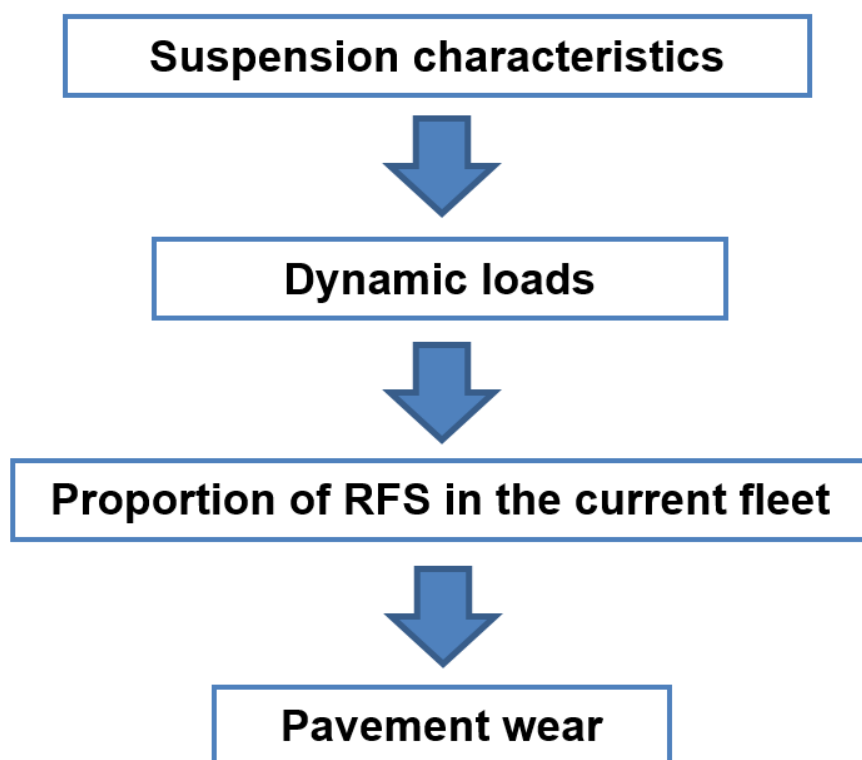 Suspension characteristics
Dynamic loads
Proportion of RFS in the current fleet
Pavement wear